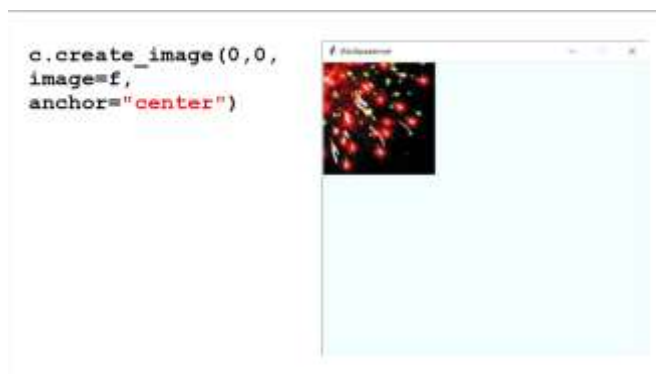 c.create_image(0,0,
image=f,
anchor="center")